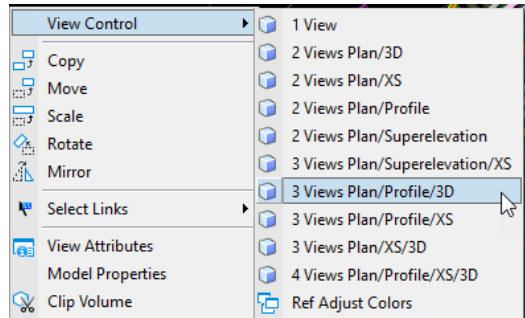 View Control
Copy
Move
Scale
Rotate
Mirror
Select Links
View Attributes
Model Properties
Clip Volume
1 View
2 Views Plan/3D
2 Views Plan/XS
2 Views Plan/Profile
2 Views Plan/Superelevation
3 Views Plan/Superelevation/XS
3 Views Plan/Profile/3D
3 Views Plan/Profile/XS
3 Views Plan/XS/3D
4 Views Plan/Profile/XS/3D
Ref Adjust Colors